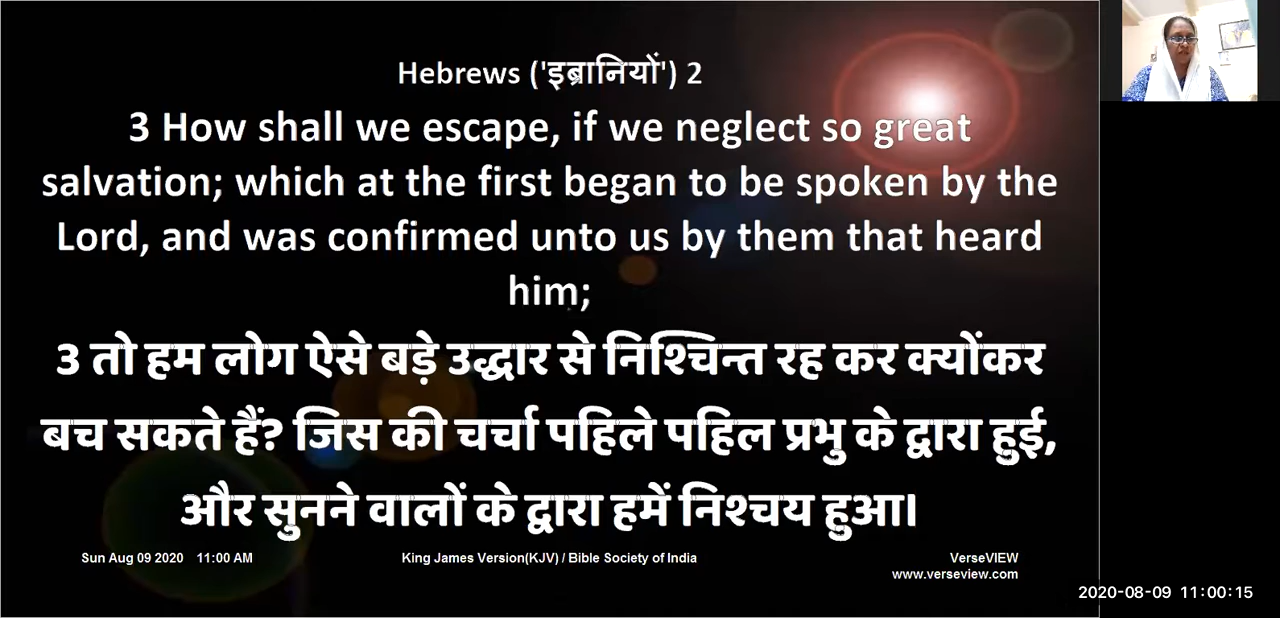 Hebrews ('इब्रानियों') 2
3 How shall we escape, if we neglect so great
salvation; which at the first began to be spoken by the
Lord, and was confirmed unto us by them that heard
him;
3 तो हम लोग ऐसे बड़े उद्धार से निश्चिन्त रह कर क्योंकर
बच सकते हैं? जिस की चर्चा पहिले पहिल प्रभु के द्वारा हुई,
और सुनने वालों के द्वारा हमें निश्चय हुआ।
Sun Aug 09 2020 11:00 AM
King James Version(KJV) / Bible Society of India
VerseVIEW
www.verseview.com
2020-08-09 11:00:15